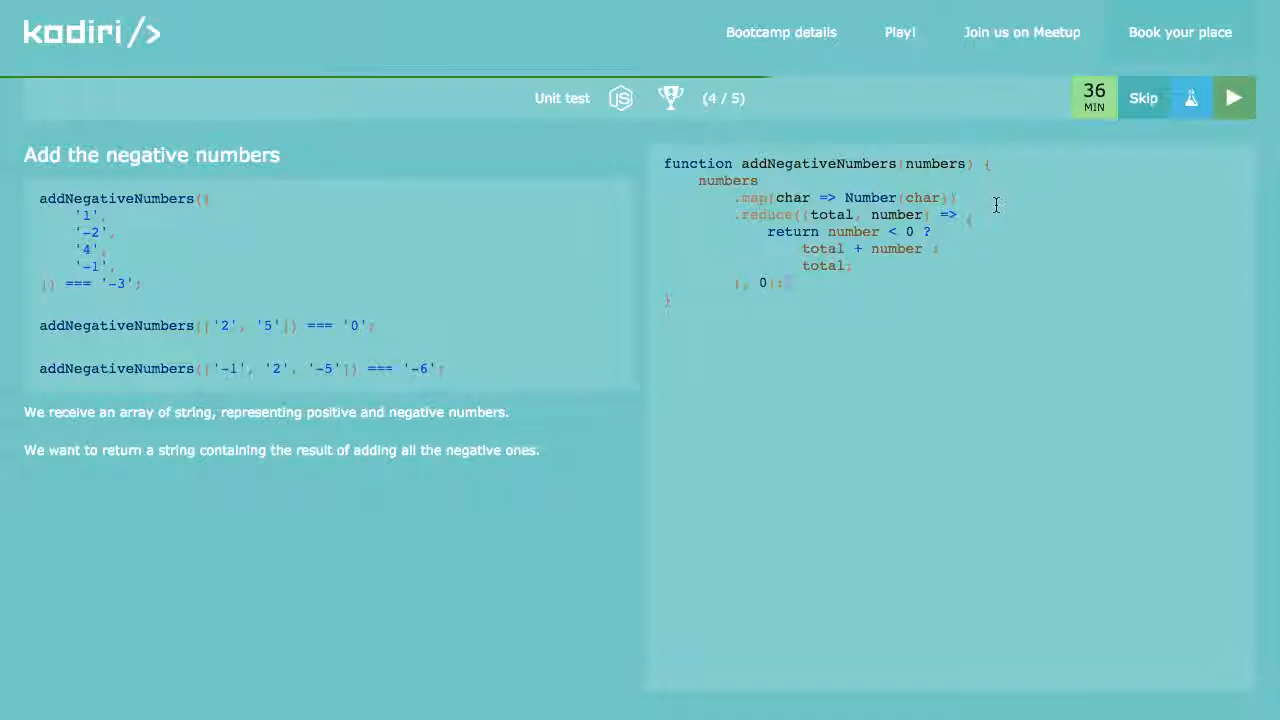 kodiri />
Bootcamp details
Play!
Join us on Meetup
Book your place
Unit test
JS
(4 / 5)
36
MIN
Skip
Add the negative numbers
addNegativeNumbers([
'1',
'-2',
'4',
'-1',
]) === '-3';
addNegativeNumbers(['2', '5']) === '0';
addNegativeNumbers(['-1', '2', '-5']) === '-6';
We receive an array of string, representing positive and negative numbers.
We want to return a string containing the result of adding all the negative ones.
function addNegativeNumbers(numbers) {
numbers
.map(char => Number(char))
.reduce((total, number) => {
return number < 0 ?
total + number :
total;
}, 0);
}